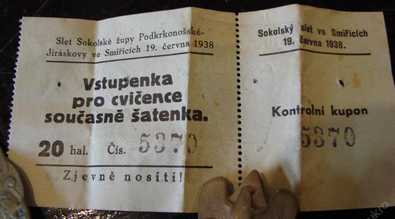 Slet Sokolské župy Podkrkonošské-
Jiráskovy ve Smiřicích 19. června 1938
Vstupenka
pro cvičence
současně šatenka.
20 hal. Čís. 5370
Zjevně nositi!
Sokolský slet ve Smiřicích
19. června 1938.
Kontrolní kupon
5370